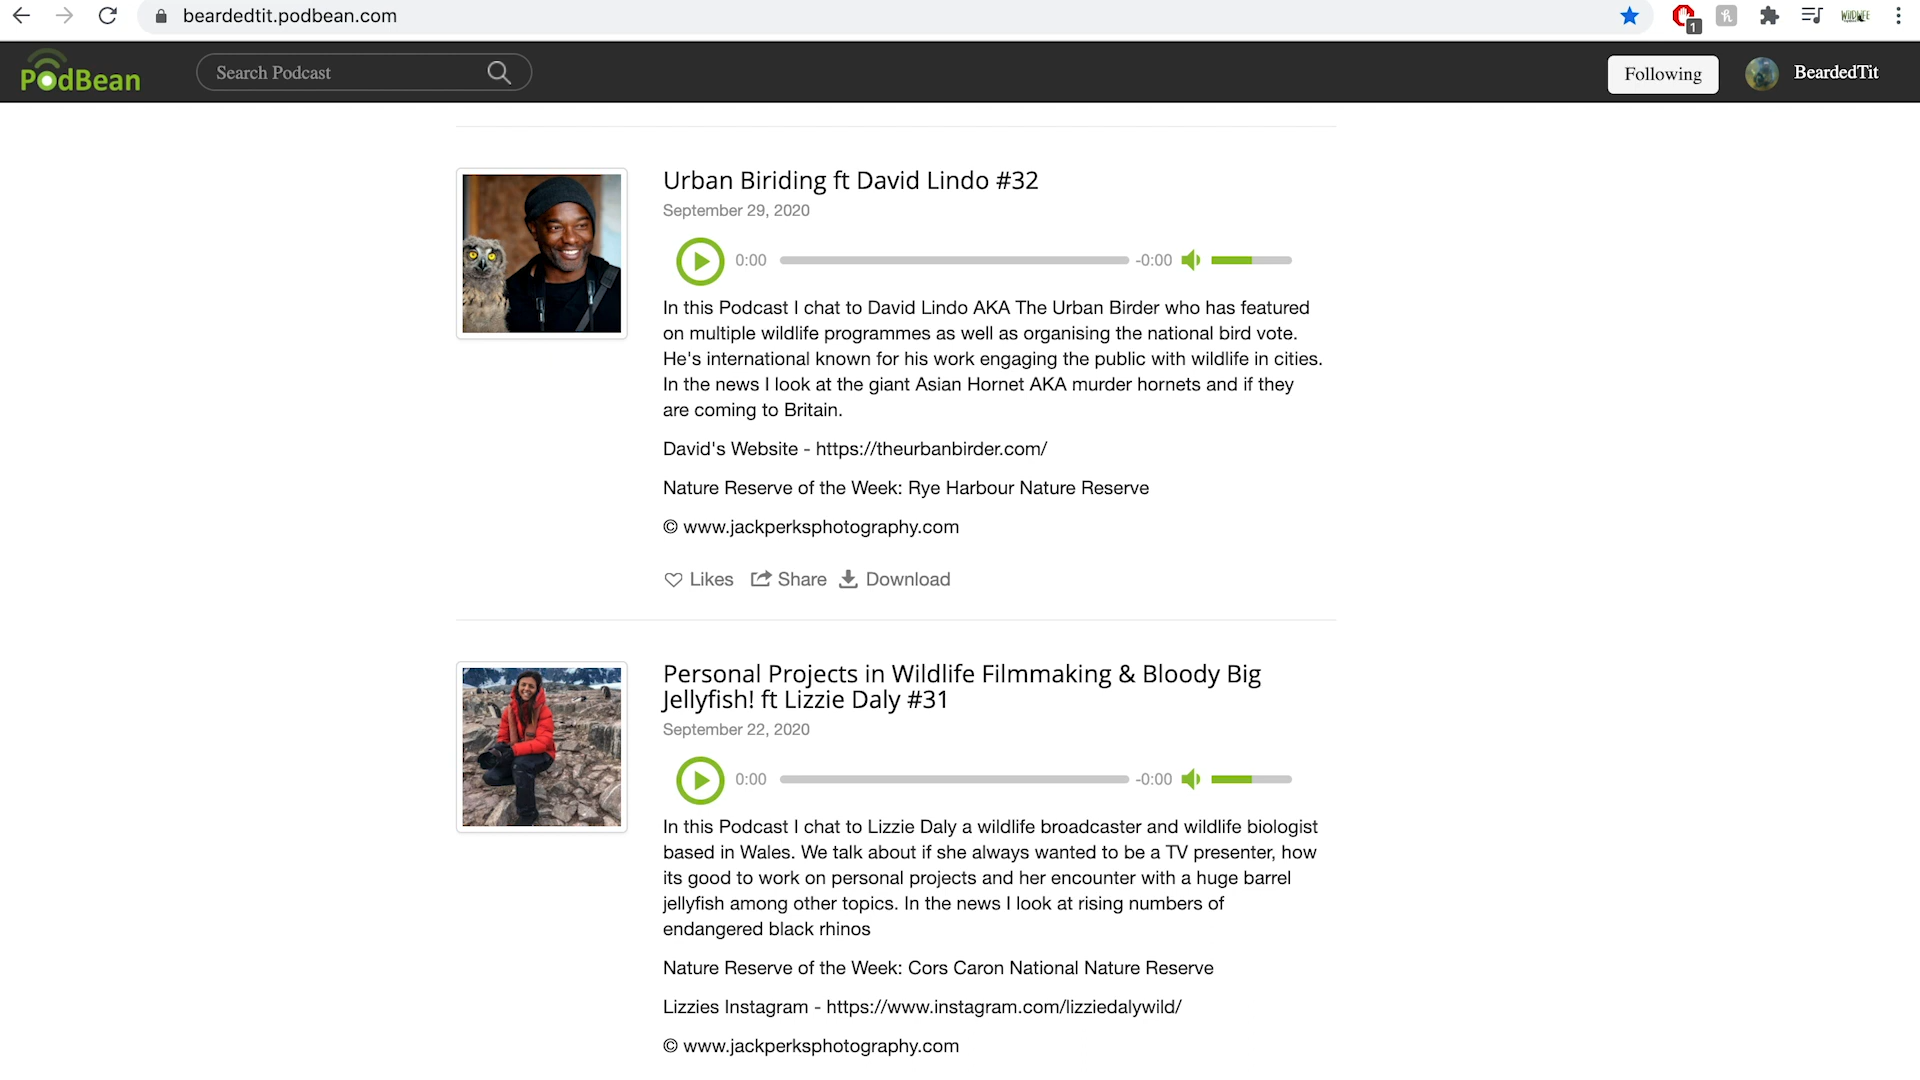 beardedtit.podbean.com
1
PodBean
Search Podcast
Following
BeardedTit
Urban Biriding ft David Lindo #32
September 29, 2020
0:00
-0:00
In this Podcast I chat to David Lindo AKA The Urban Birder who has featured
on multiple wildlife programmes as well as organising the national bird vote.
He's international known for his work engaging the public with wildlife in cities.
In the news I look at the giant Asian Hornet AKA murder hornets and if they
are coming to Britain.
David's Website - https://theurbanbirder.com/
Nature Reserve of the Week: Rye Harbour Nature Reserve
© www.jackperksphotography.com
Likes Share Download
Personal Projects in Wildlife Filmmaking & Bloody Big
Jellyfish! ft Lizzie Daly #31
September 22, 2020
0:00
-0:00
In this Podcast I chat to Lizzie Daly a wildlife broadcaster and wildlife biologist
based in Wales. We talk about if she always wanted to be a TV presenter, how
its good to work on personal projects and her encounter with a huge barrel
jellyfish among other topics. In the news I look at rising numbers of
endangered black rhinos
Nature Reserve of the Week: Cors Caron National Nature Reserve
Lizzies Instagram - https://www.instagram.com/lizziedalywild/
© www.jackperksphotography.com